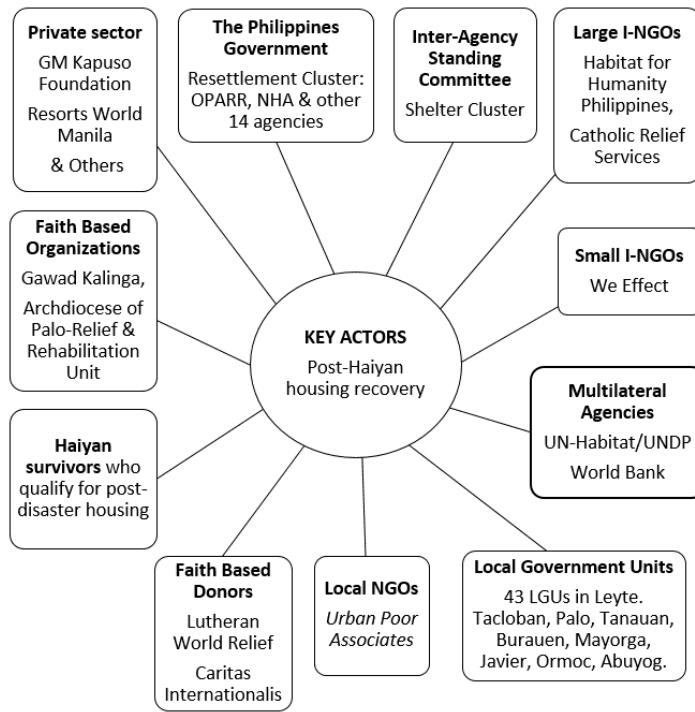 Private sector
GM Kapuso
Foundation
Resorts World
Manila
& Others
The Philippines
Government
Resettlement Cluster:
OPARR, NHA & other
14 agencies
Inter-Agency
Standing
Committee
Shelter Cluster
Large I-NGOs
Habitat for
Humanity
Philippines,
Catholic Relief
Services
Faith Based
Organizations
Gawad Kalinga,
Archdiocese of
Palo-Relief &
Rehabilitation
Unit
Small I-NGOs
We Effect
KEY ACTORS
Post-Haiyan
housing recovery
Multilateral
Agencies
UN-Habitat/UNDP
World Bank
Haiyan
survivors who
qualify for post-
disaster housing
Faith Based
Donors
Lutheran
World Relief
Caritas
Internationalis
Local NGOs
Urban Poor
Associates
Local Government Units
43 LGUs in Leyte.
Tacloban, Palo, Tanauan,
Burauen, Mayorga,
Javier, Ormoc, Abuyog.